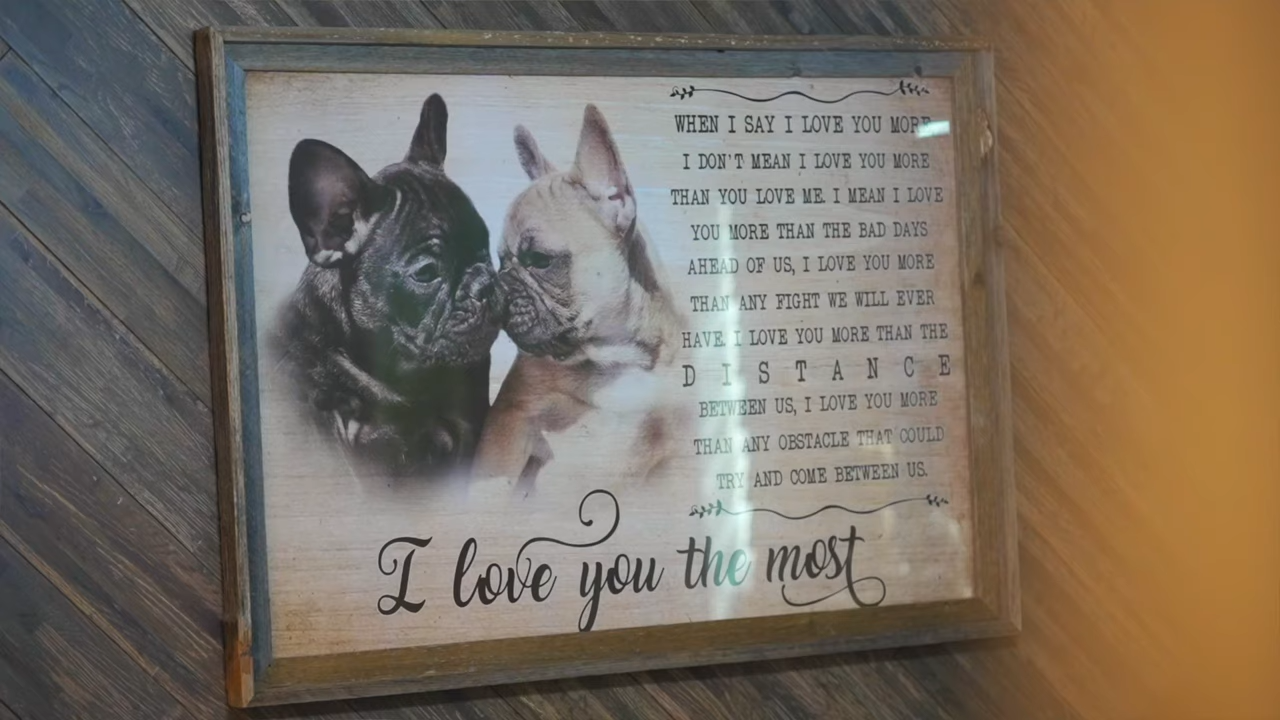 WHEN I SAY I LOVE YOU MORE
I DON'T MEAN I LOVE YOU MORE
THAN YOU LOVE ME. I MEAN I LOVE
YOU MORE THAN THE BAD DAYS
AHEAD OF US, I LOVE YOU MORE
THAN ANY FIGHT WE WILL EVER
HAVE. I LOVE YOU MORE THAN THE
DISTANCE
BETWEEN US, I LOVE YOU MORE
THAN ANY OBSTACLE THAT COULD
TRY AND COME BETWEEN US.
I love you the most